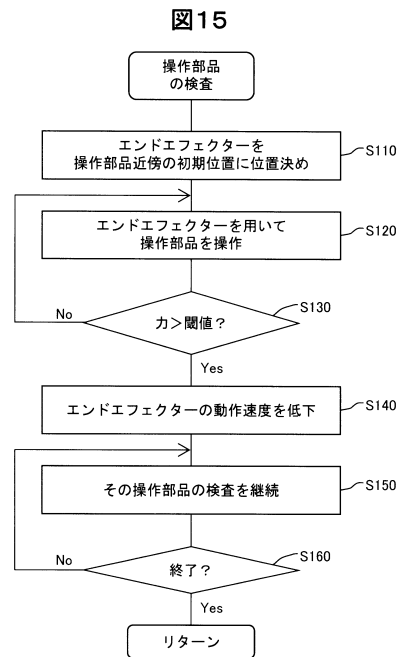 図15
操作部品
の検査
エンドエフェクターを
操作部品近傍の初期位置に位置決め
S110
エンドエフェクターを用いて
操作部品を操作
S120
力＞閾値？
S130
No
Yes
エンドエフェクターの動作速度を低下
S140
その操作部品の検査を継続
S150
終了？
S160
No
Yes
リターン